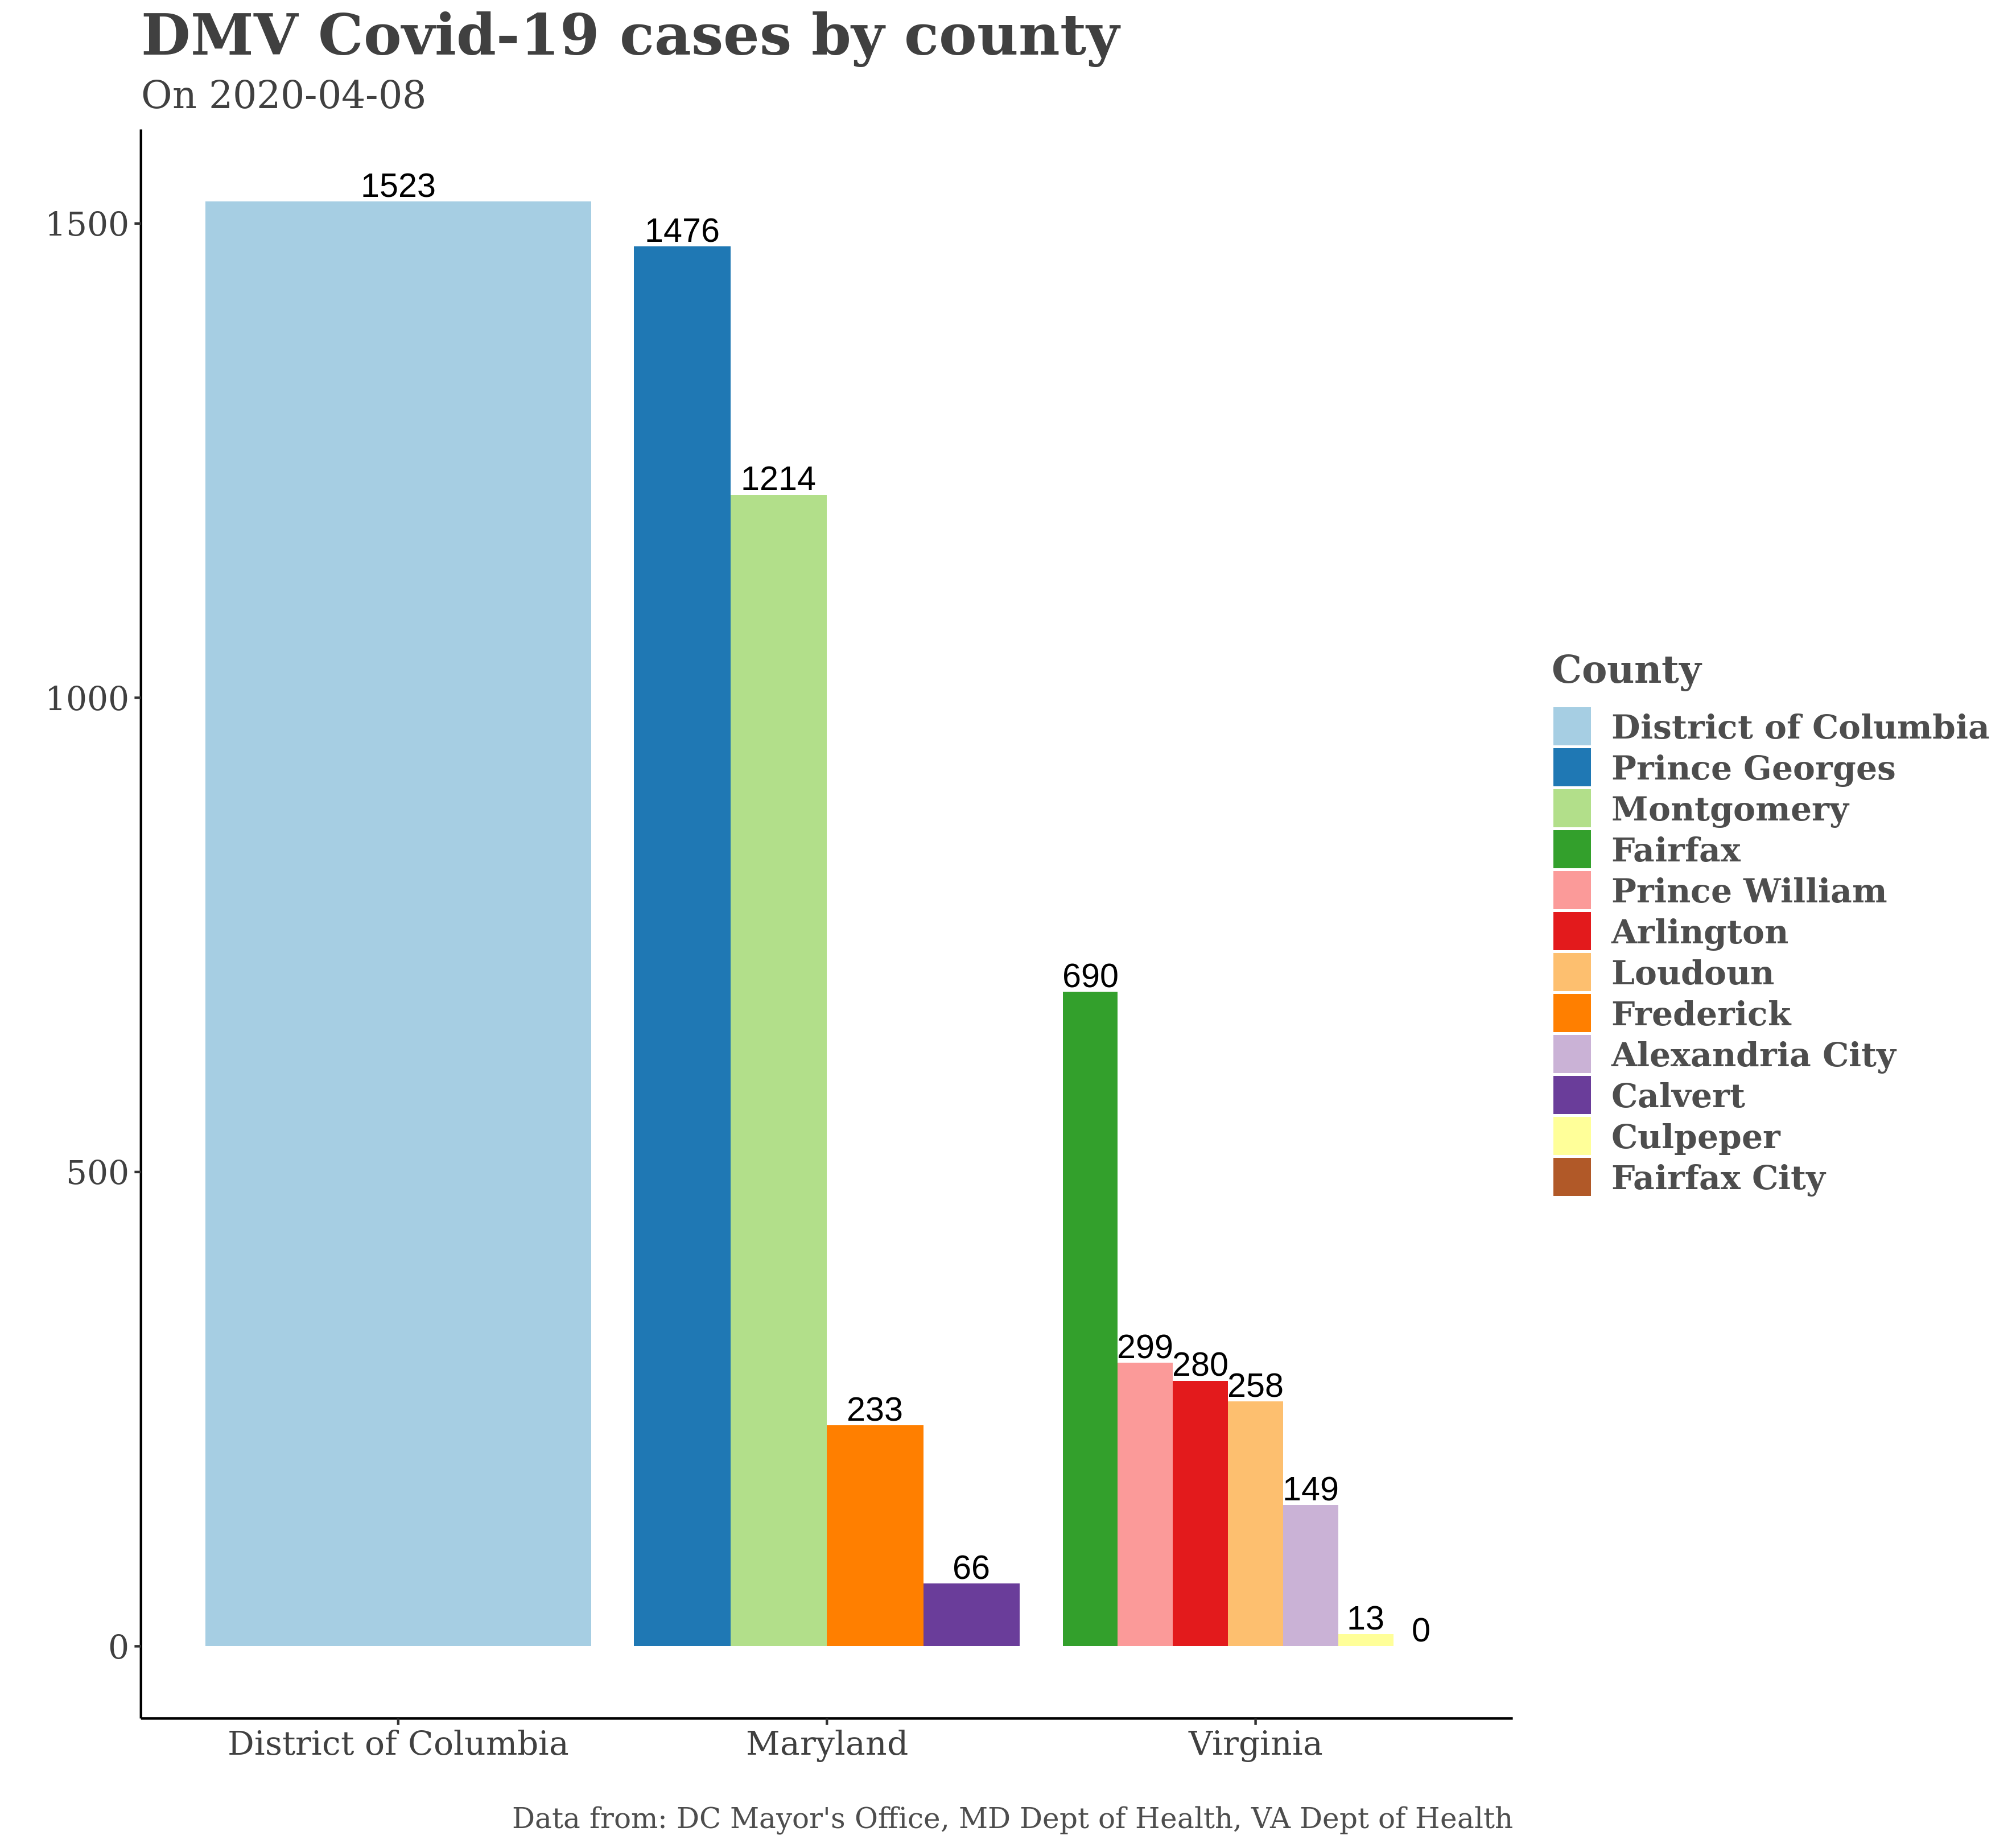 DMV Covid-19 cases by county
On 2020-04-08
1523
1476
1214
690
299
280
258
233
149
66
13
0
1500
1000
500
0
District of Columbia
Maryland
Virginia
County
District of Columbia
Prince Georges
Montgomery
Fairfax
Prince William
Arlington
Loudoun
Frederick
Alexandria City
Calvert
Culpeper
Fairfax City
Data from: DC Mayor's Office, MD Dept of Health, VA Dept of Health